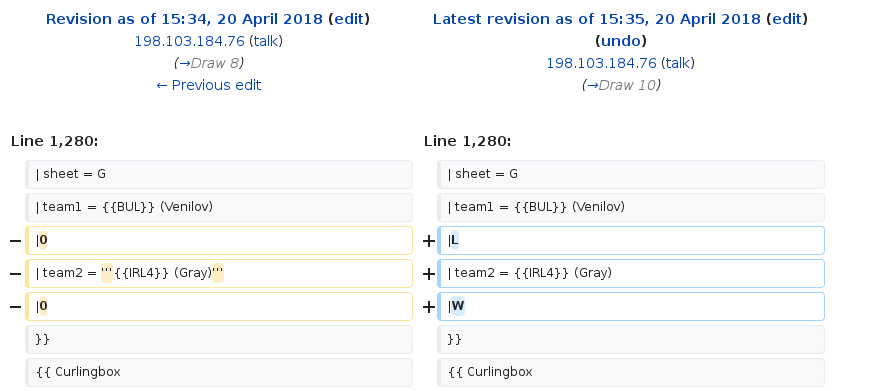 Revision as of 15:34, 20 April 2018 (edit)
198.103.184.76 (talk)
(→Draw 8)
← Previous edit
Latest revision as of 15:35, 20 April 2018 (edit)
(undo)
198.103.184.76 (talk)
(→Draw 10)
Line 1,280:
Line 1,280:
| sheet = G
| sheet = G
| team1 = {{BUL}} (Venilov)
| team1 = {{BUL}} (Venilov)
− |0
+ |L
− | team2 = '''{{IRL4}} (Gray)'''
+ | team2 = {{IRL4}} (Gray)
− |0
+ |W
}}
}}
{{ Curlingbox
{{ Curlingbox